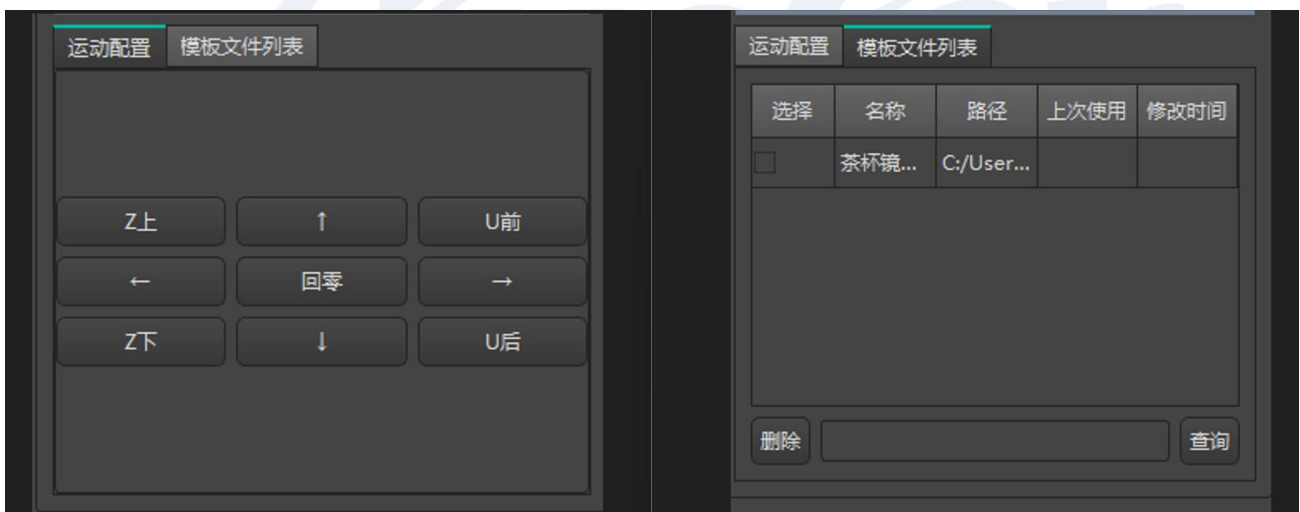 运动配置 模板文件列表
Z上 ↑ U前
← 回零 →
Z下 ↓ U后
运动配置 模板文件列表
选择 名称 路径 上次使用 修改时间
茶杯镜... C:/User...
删除 查询